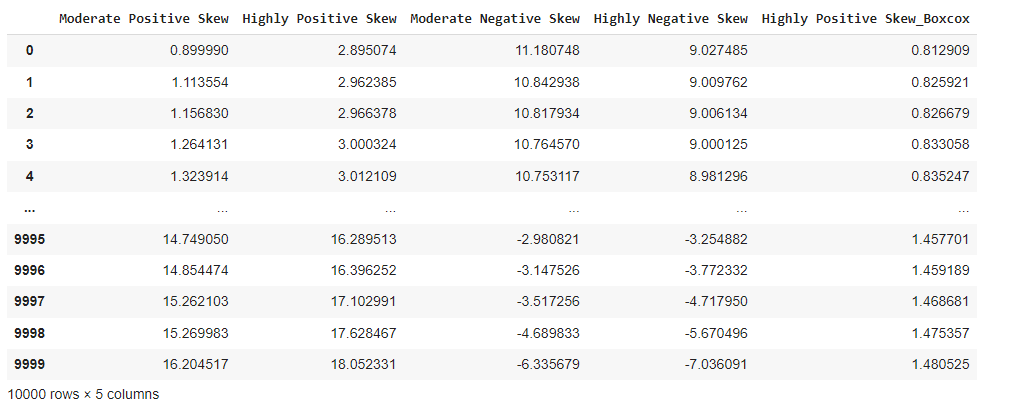 Moderate Positive Skew Highly Positive Skew Moderate Negative Skew Highly Negative Skew Highly Positive Skew_Boxcox
0 0.899990 2.895074 11.180748 9.027485 0.812909
1 1.113554 2.962385 10.842938 9.009762 0.825921
2 1.156830 2.966378 10.817934 9.006134 0.826679
3 1.264131 3.000324 10.764570 9.000125 0.833058
4 1.323914 3.012109 10.753117 8.981296 0.835247
... ... ... ... ... ...
9995 14.749050 16.289513 -2.980821 -3.254882 1.457701
9996 14.854474 16.396252 -3.147526 -3.772332 1.459189
9997 15.262103 17.102991 -3.517256 -4.717950 1.468681
9998 15.269983 17.628467 -4.689833 -5.670496 1.475357
9999 16.204517 18.052331 -6.335679 -7.036091 1.480525
10000 rows × 5 columns